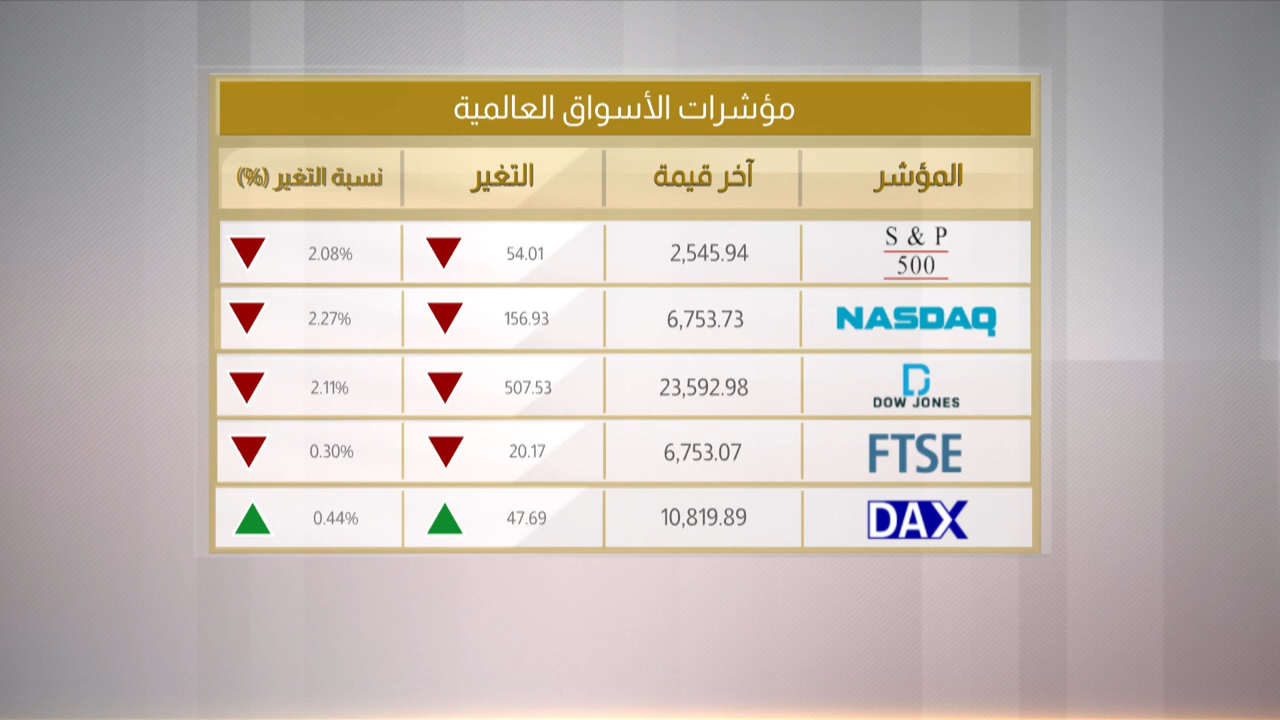 مؤشرات الأسواق العالمية
المؤشر آخر قيمة التغير نسبة التغير (%)
S & P
500 2,545.94 54.01 2.08%
NASDAQ 6,753.73 156.93 2.27%
DOW JONES 23,592.98 507.53 2.11%
FTSE 6,753.07 20.17 0.30%
DAX 10,819.89 47.69 0.44%